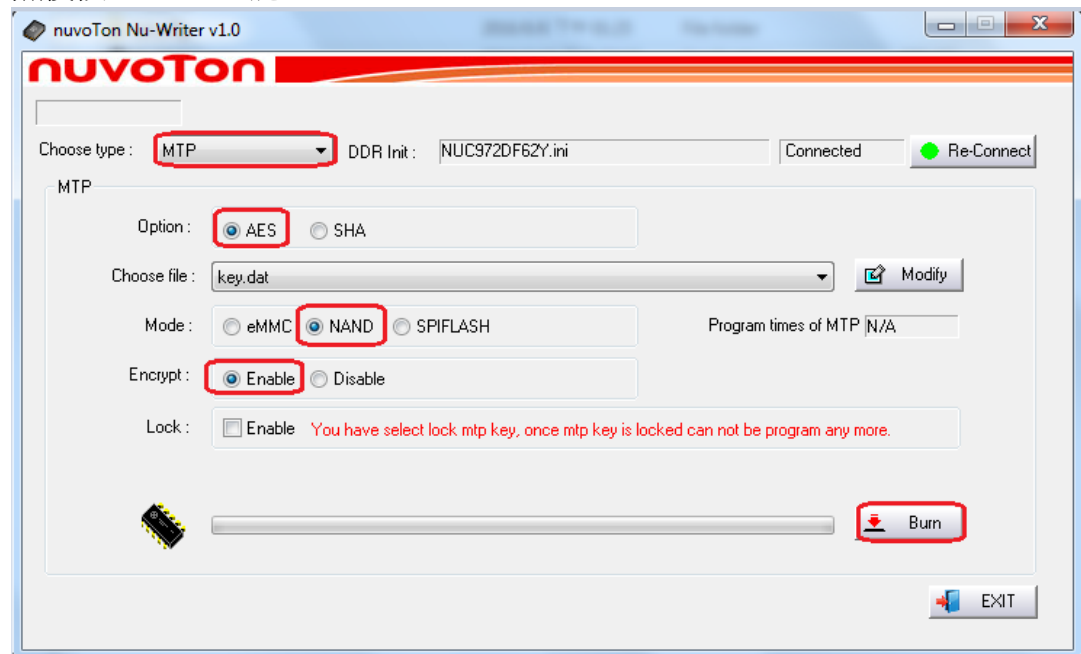 nuvoTon Nu-Writer v1.0
nuvoTon
Choose type : MTP DDR Init : NUC972DF62Y.ini Connected Re-Connect
MTP
Option : AES SHA
Choose file : key.dat Modify
Mode : eMMC NAND SPIFLASH Program times of MTP N/A
Encrypt : Enable Disable
Lock : Enable You have select lock mtp key, once mtp key is locked can not be program any more.
Burn
EXIT